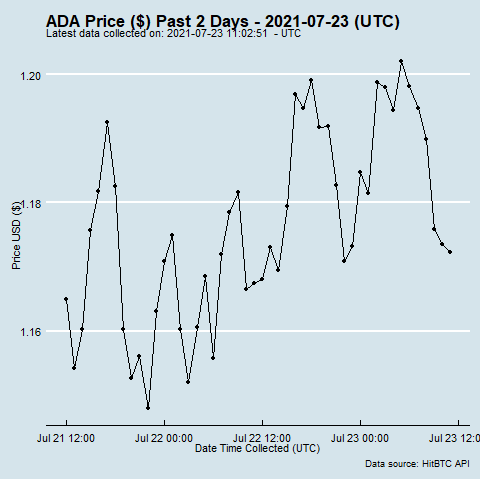 ADA Price ($) Past 2 Days - 2021-07-23 (UTC)
Latest data collected on: 2021-07-23 11:02:51 - UTC
1.20
1.18
1.16
Price USD ($)
Jul 21 12:00 Jul 22 00:00 Jul 22 12:00 Jul 23 00:00 Jul 23 12:00
Date Time Collected (UTC)
Data source: HitBTC API